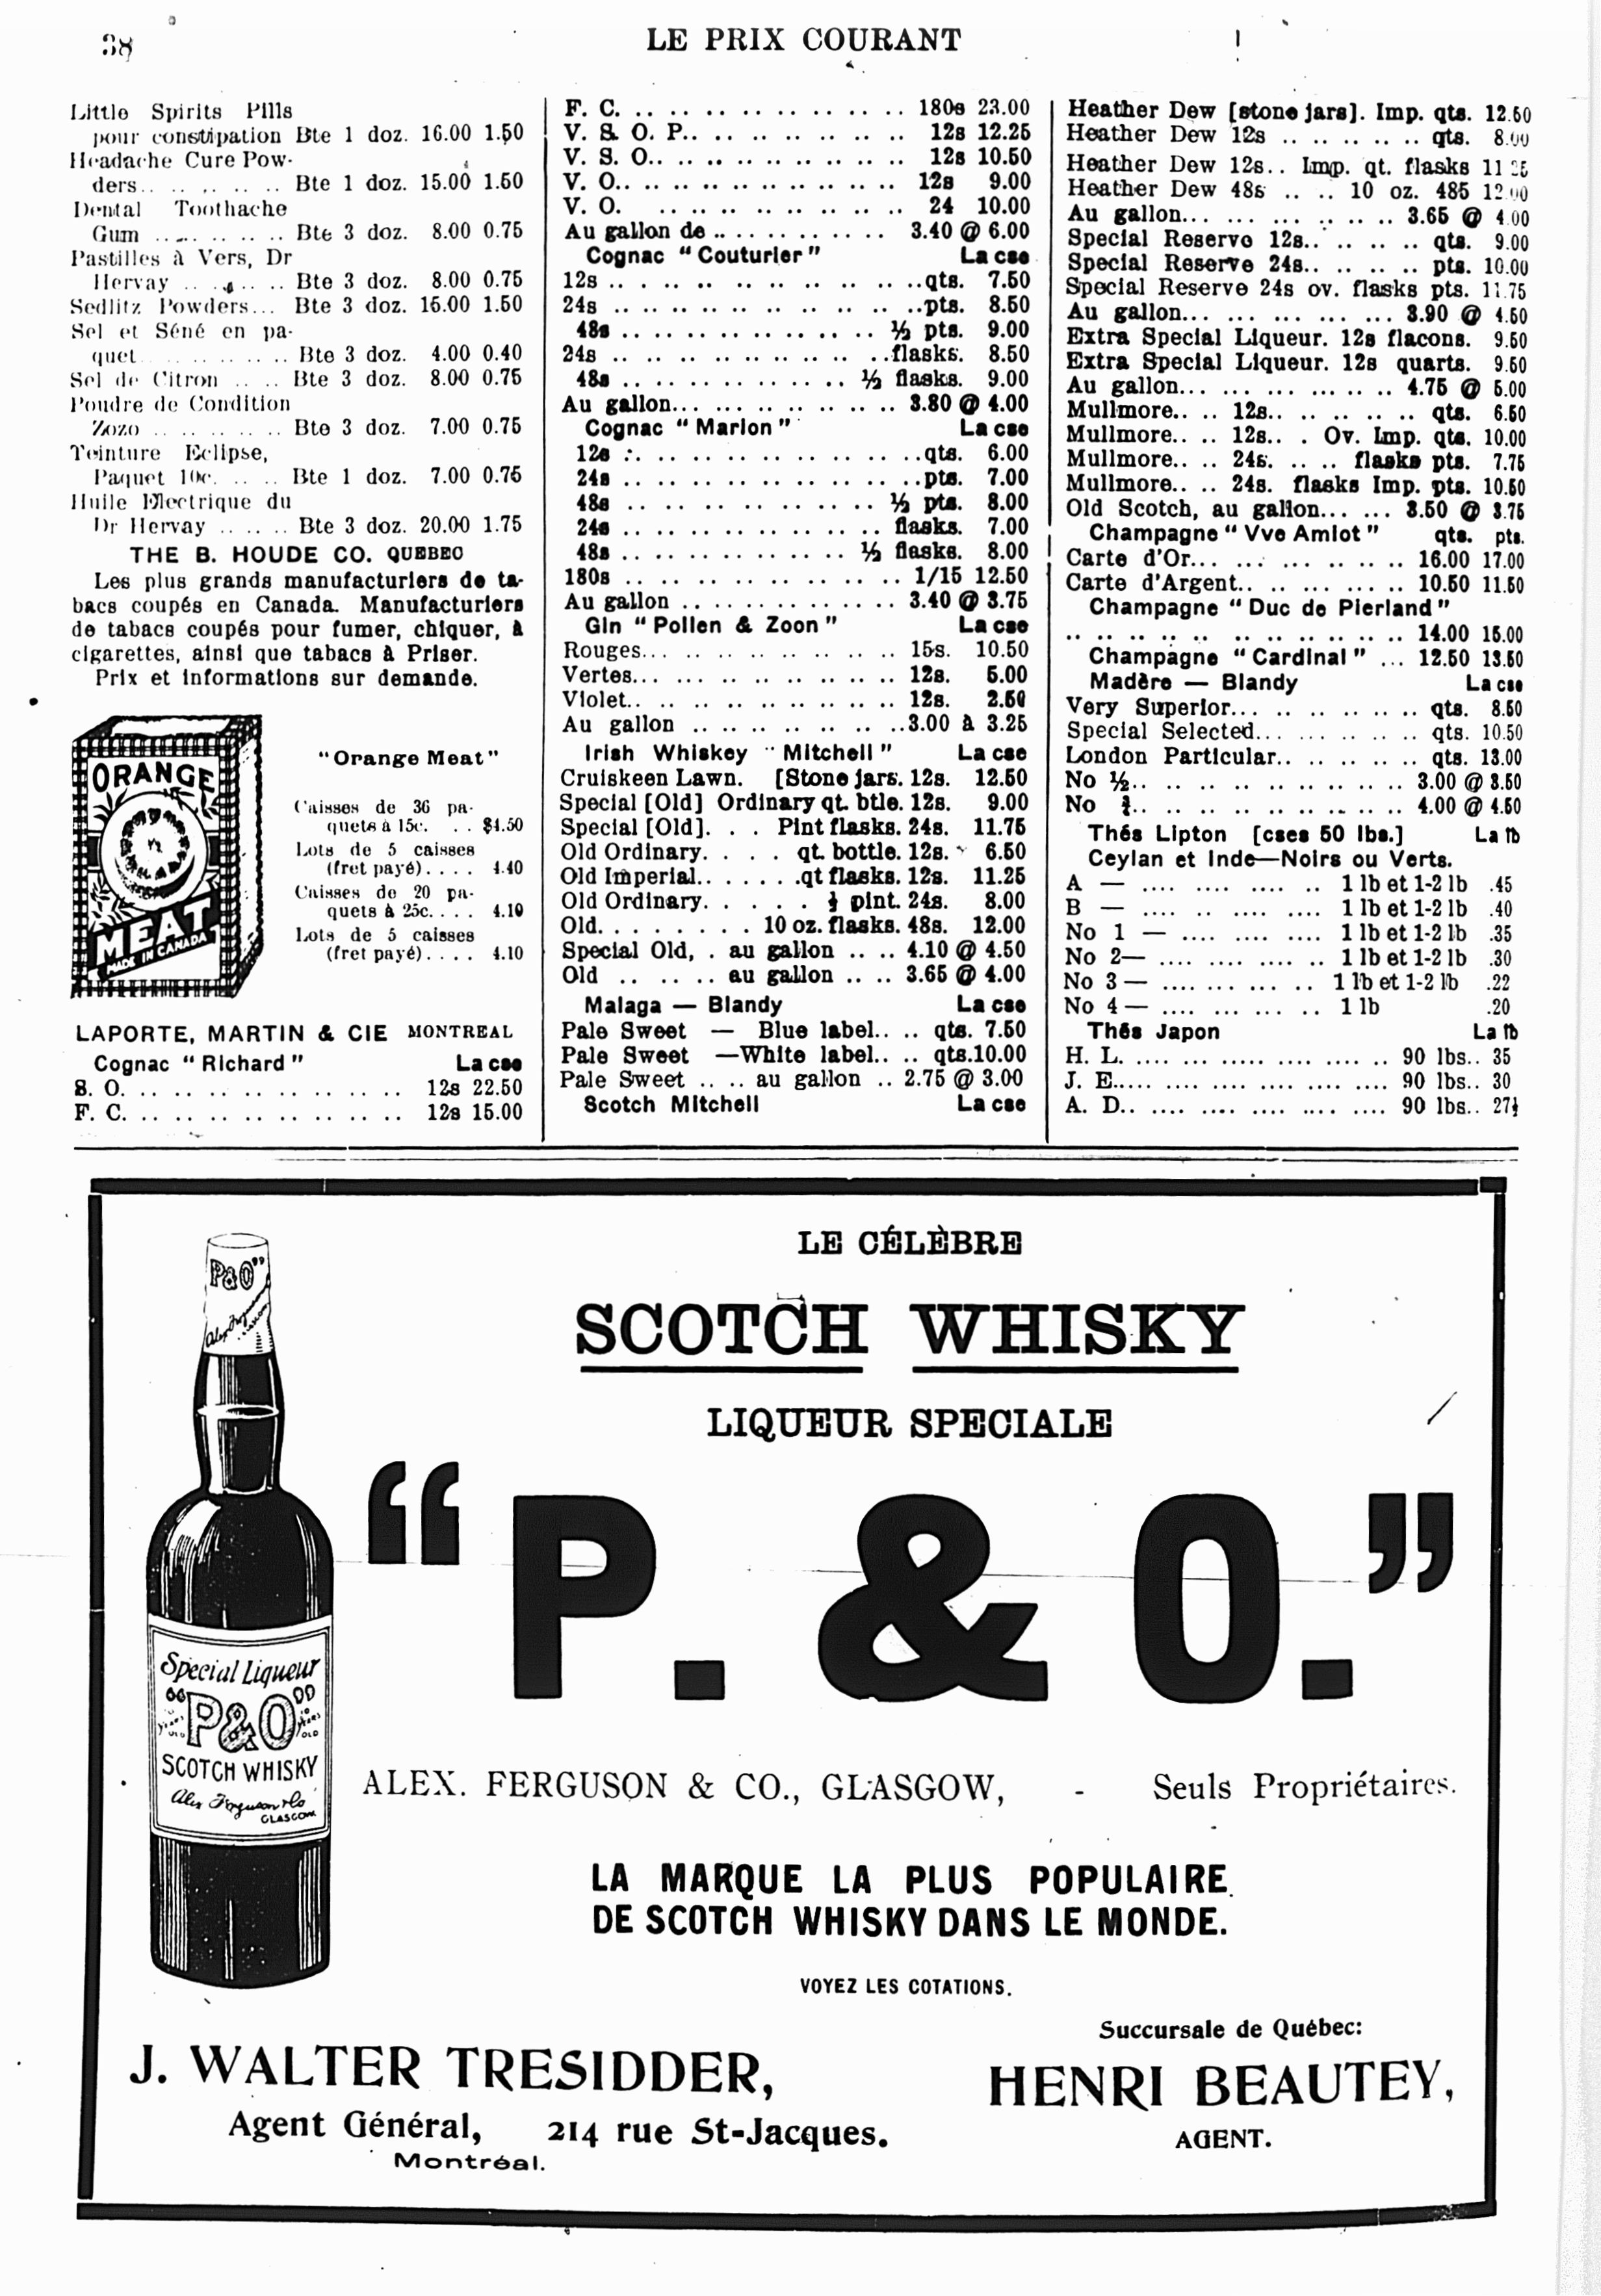 38
LE PRIX COURANT
Little Spirits Pills
pour constipation Bte 1 doz. 16.00 1.50
Headache Cure Pow-
ders.. .. .. .. .. Bte 1 doz. 15.00 1.50
Dental Toothache
Gum .. .. .. .. .. Bte 3 doz. 8.00 0.75
Pastilles à Vers, Dr
Hervay .. .. .. .. Bte 3 doz. 8.00 0.75
Sedlitz Powders... Bte 3 doz. 15.00 1.50
Sel et Séné en pa-
quet .. .. .. .. .. Bte 3 doz. 4.00 0.40
Sel de Citron .. .. Bte 3 doz. 8.00 0.75
Poudre de Condition
Zozo .. .. .. .. .. Bte 3 doz. 7.00 0.75
Teinture Eclipse,
Paquet 10c. .. .. Bte 1 doz. 7.00 0.75
Huile Electrique du
Dr Hervay .. .. .. Bte 3 doz. 20.00 1.75
THE B. HOUDE CO. QUEBEC
Les plus grands manufacturiers de ta-
bacs coupés en Canada. Manufacturiers
de tabacs coupés pour fumer, chiquer, à
cigarettes, ainsi que tabacs à Priser.
Prix et informations sur demande.
ORANGE
MEAT
MADE IN CANADA
"Orange Meat"
Caisses de 36 pa-
quets à 15c. . . $4.50
Lots de 5 caisses
(fret payé) . . . . 4.40
Caisses de 20 pa-
quets à 25c. . . . 4.10
Lots de 5 caisses
(fret payé) . . . . 4.10
LAPORTE, MARTIN & CIE MONTREAL
Cognac "Richard" La cse
S. O. .. .. .. .. .. .. .. 12s 22.50
F. C. .. .. .. .. .. .. .. 12s 15.00
F. C. .. .. .. .. .. .. .. 180s 23.00
V. S. O. P.. .. .. .. .. .. 12s 12.25
V. S. O.. .. .. .. .. .. .. 12s 10.50
V. O.. .. .. .. .. .. .. .. 12s 9.00
V. O. .. .. .. .. .. .. .. 24 10.00
Au gallon de .. .. .. .. .. 3.40 @ 6.00
Cognac "Couturier" La cse
12s .. .. .. .. .. .. .. ..qts. 7.50
24s .. .. .. .. .. .. .. ..pts. 8.50
48s .. .. .. .. .. .. .. ½ pts. 9.00
24s .. .. .. .. .. .. ..flasks. 8.50
48s .. .. .. .. .. .. ½ flasks. 9.00
Au gallon... .. .. .. .. .. 3.80 @ 4.00
Cognac "Marion" La cse
12s .. .. .. .. .. .. .. ..qts. 6.00
24s .. .. .. .. .. .. .. ..pts. 7.00
48s .. .. .. .. .. .. .. ½ pts. 8.00
24s .. .. .. .. .. .. .. flasks. 7.00
48s .. .. .. .. .. .. ½ flasks. 8.00
180s .. .. .. .. .. .. .. 1/15 12.50
Au gallon .. .. .. .. .. .. 3.40 @ 3.75
Gin "Pollen & Zoon" La cse
Rouges... .. .. .. .. .. .. 15s. 10.50
Vertes... .. .. .. .. .. .. 12s. 5.00
Violet.. .. .. .. .. .. .. 12s. 2.50
Au gallon .. .. .. .. .. ..3.00 à 3.25
Irish Whiskey "Mitchell" La cse
Cruiskeen Lawn. [Stone jars. 12s. 12.50
Special [Old] Ordinary qt. btle. 12s. 9.00
Special [Old]. . . Pint flasks. 24s. 11.75
Old Ordinary. . . . qt. bottle. 12s. 6.50
Old Imperial.. . . . . .qt flasks. 12s. 11.25
Old Ordinary. . . . . ½ pint. 24s. 8.00
Old. . . . . . . . 10 oz. flasks. 48s. 12.00
Special Old, . au gallon .. .. 4.10 @ 4.50
Old .. .. .. au gallon .. .. 3.65 @ 4.00
Malaga — Blandy La cse
Pale Sweet — Blue label.. .. qts. 7.50
Pale Sweet —White label.. .. qts.10.00
Pale Sweet .. .. au gallon .. 2.75 @ 3.00
Scotch Mitchell La cse
Heather Dew [stone jars]. Imp. qts. 12.50
Heather Dew 12s .. .. .. .. qts. 8.00
Heather Dew 12s.. Imp. qt. flasks 11 25
Heather Dew 48s .. .. 10 oz. 48s 12.00
Au gallon... ... ... .. .. .. 3.65 @ 4.00
Special Reserve 12s.. .. .. .. qts. 9.00
Special Reserve 24s.. .. .. .. pts. 10.00
Special Reserve 24s ov. flasks pts. 11.75
Au gallon... ... ... ... ... 3.90 @ 4.50
Extra Special Liqueur. 12s flacons. 9.50
Extra Special Liqueur. 12s quarts. 9.50
Au gallon... ... ... ... .. 4.75 @ 5.00
Mullmore.. .. 12s.. .. .. .. .. qts. 6.50
Mullmore.. .. 12s.. . Ov. Imp. qts. 10.00
Mullmore.. .. 24s. .. .. flasks pts. 7.75
Mullmore.. .. 24s. flasks Imp. pts. 10.50
Old Scotch, au gallon... ... 3.50 @ 3.75
Champagne "Vve Amiot" qts. pts.
Carte d'Or... ... .. .. .. .. 16.00 17.00
Carte d'Argent.. .. ... .. .. 10.50 11.50
Champagne "Duc de Pierland"
.. .. .. .. .. .. .. .. .. .. 14.00 15.00
Champagne "Cardinal" ... 12.50 13.50
Madère — Blandy La cse
Very Superior... .. .. .. .. .. qts. 8.50
Special Selected... .. .. .. .. qts. 10.50
London Particular.. .. .. .. .. qts. 13.00
No ½.. .. .. .. .. .. .. .. 3.00 @ 3.50
No .. .. .. .. .. .. .. .. 4.00 @ 4.50
Thés Lipton [cses 50 lbs.] La lb
Ceylan et Inde—Noirs ou Verts.
A — .... .... .... .. 1 lb et 1-2 lb .45
B — .... .. .... .... 1 lb et 1-2 lb .40
No 1 — .... .... .... 1 lb et 1-2 lb .35
No 2— .... .... .... .. 1 lb et 1-2 lb .30
No 3 — .... .... .. .. 1 lb et 1-2 lb .22
No 4 — .... ... .. .. 1 lb .20
Thés Japon La lb
H. L. .... .... .... .... .... .. 90 lbs.. 35
J. E..... .... .... .... .... .... 90 lbs.. 30
A. D.. .... .... .... .... .... 90 lbs.. 27½
LE CÉLÈBRE
SCOTCH WHISKY
LIQUEUR SPECIALE
"P. & O."
P&O"
Alex Ferguson
Special Liqueur
"P&O"
10 YEARS OLD
10 YEARS OLD
SCOTCH WHISKY
Alex Ferguson & Co
GLASGOW
ALEX. FERGUSON & CO., GLASGOW, - Seuls Propriétaires.
LA MARQUE LA PLUS POPULAIRE
DE SCOTCH WHISKY DANS LE MONDE.
VOYEZ LES COTATIONS.
Succursale de Québec:
J. WALTER TRESIDDER,
HENRI BEAUTEY,
Agent Général, 214 rue St-Jacques.
AGENT.
Montréal.